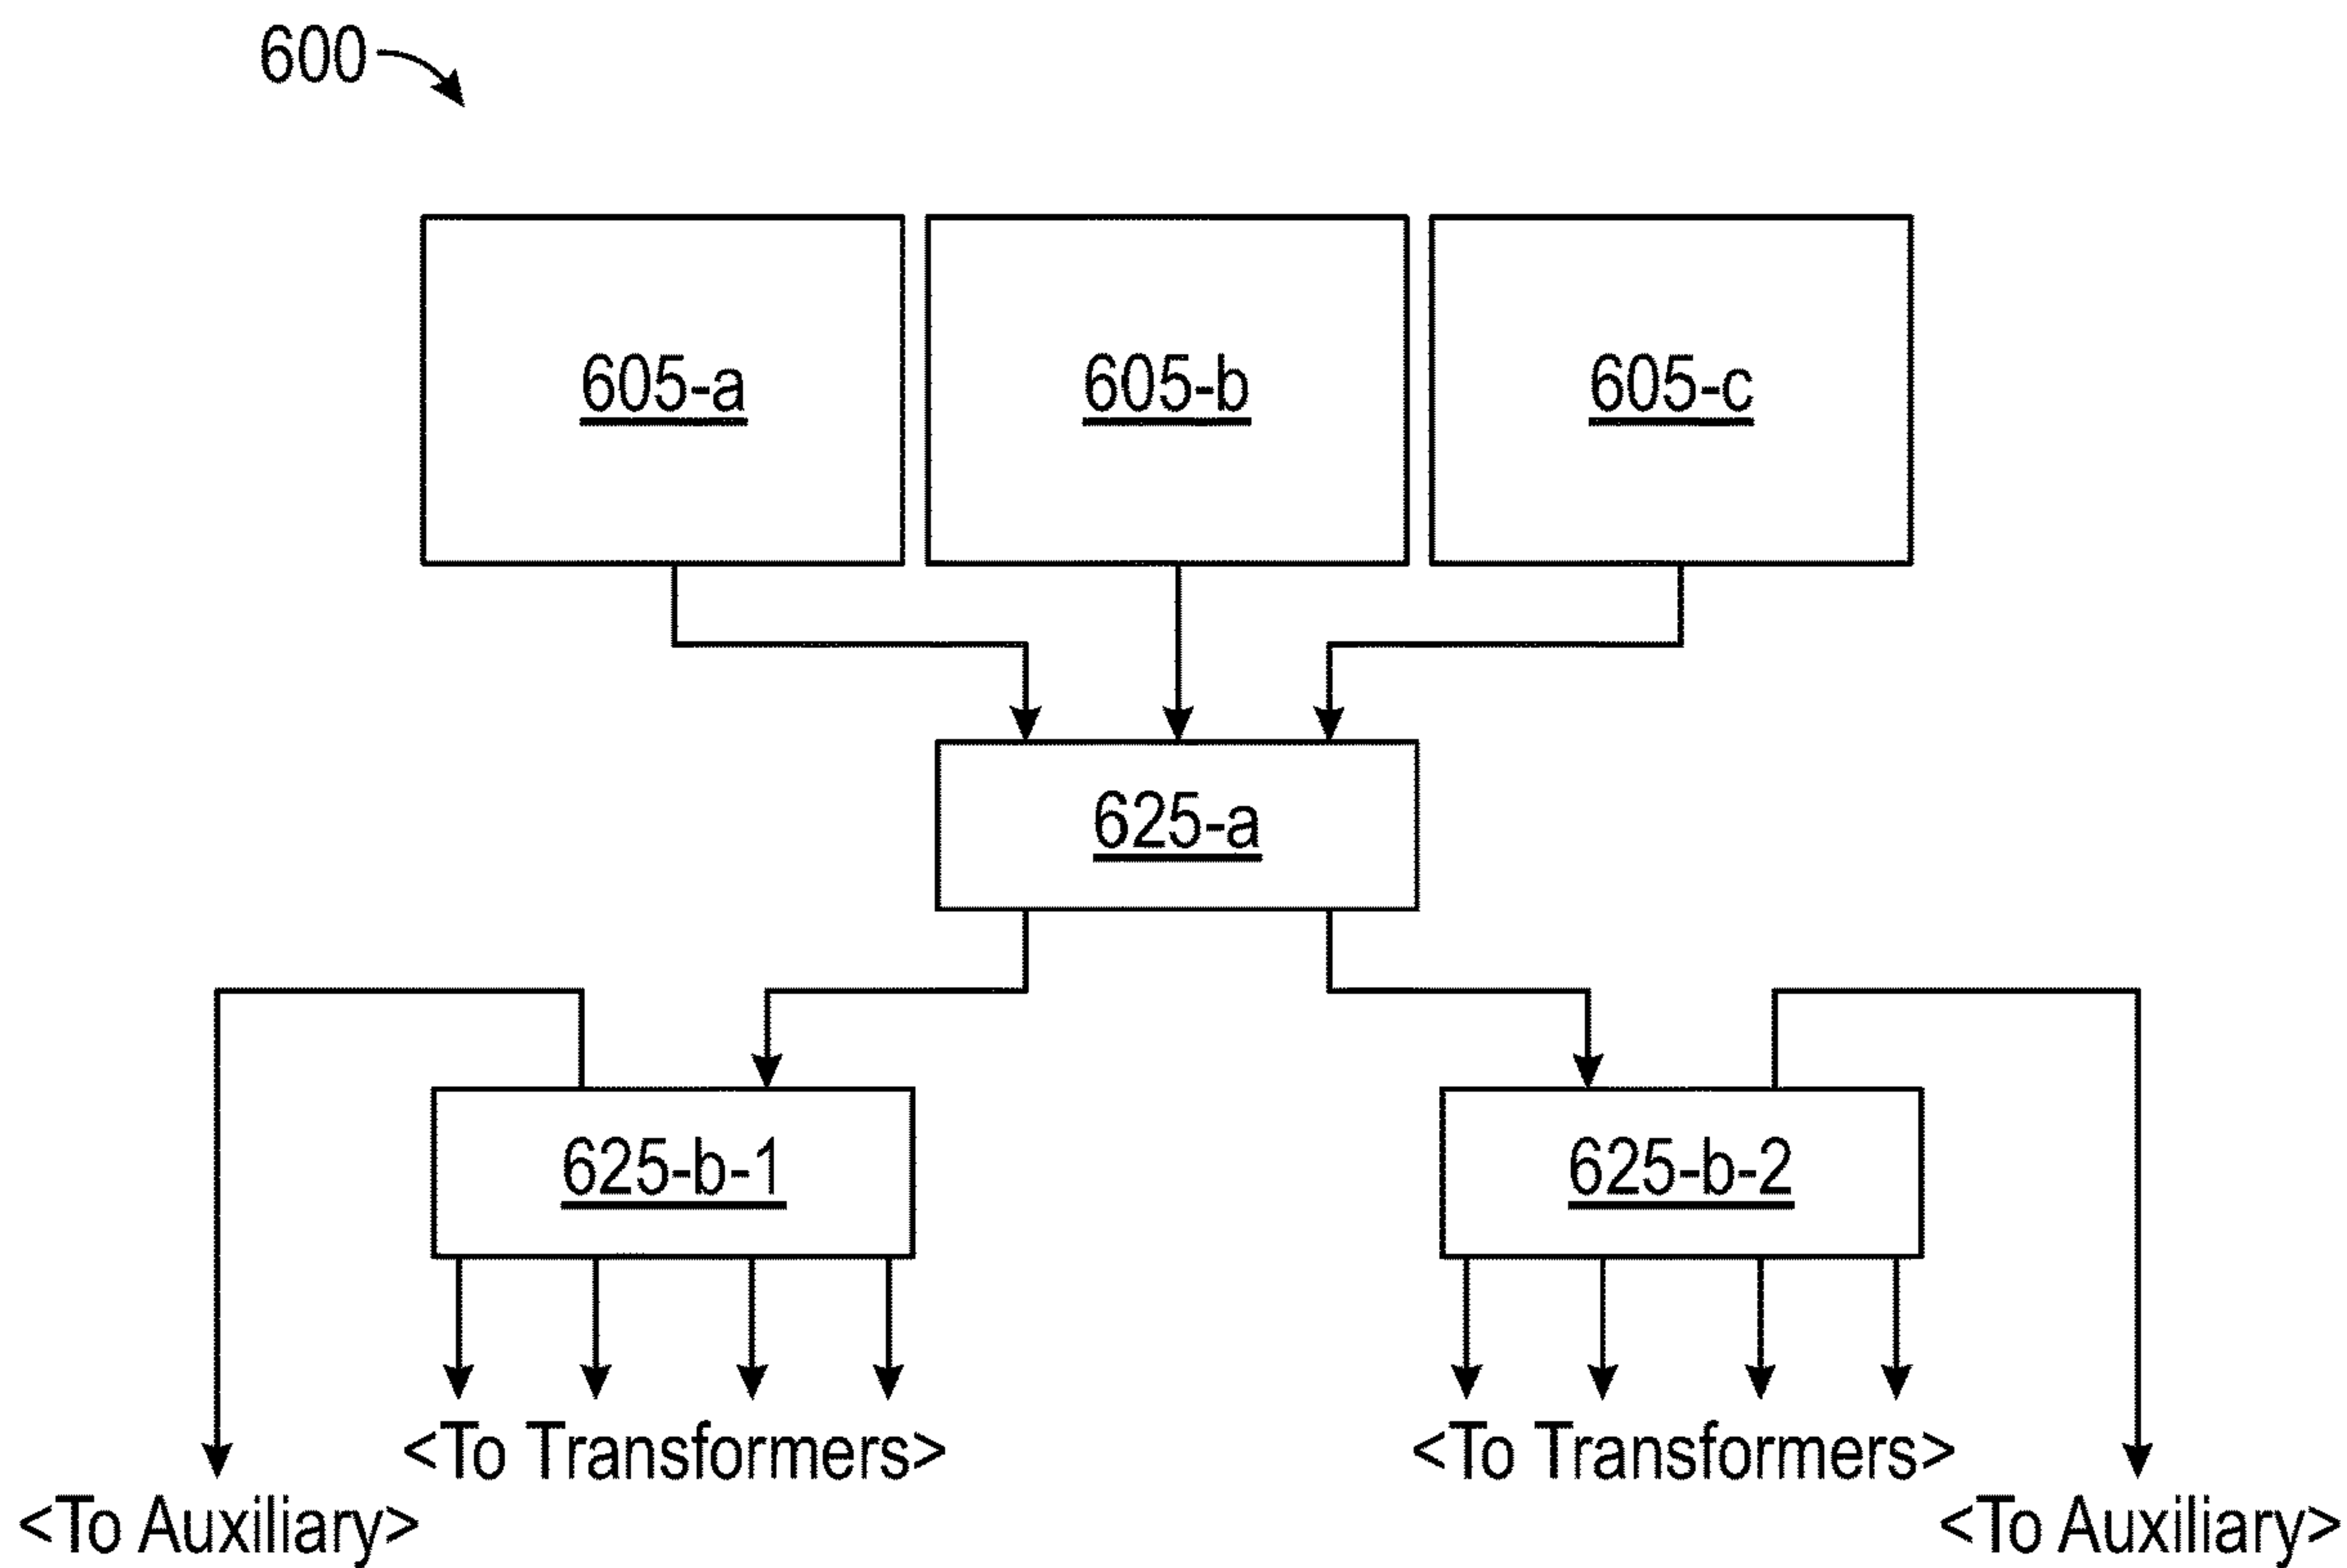 600
605-a
605-b
605-c
625-a
625-b-1
625-b-2
<To Transformers>
<To Transformers>
<To Auxiliary>
<To Auxiliary>